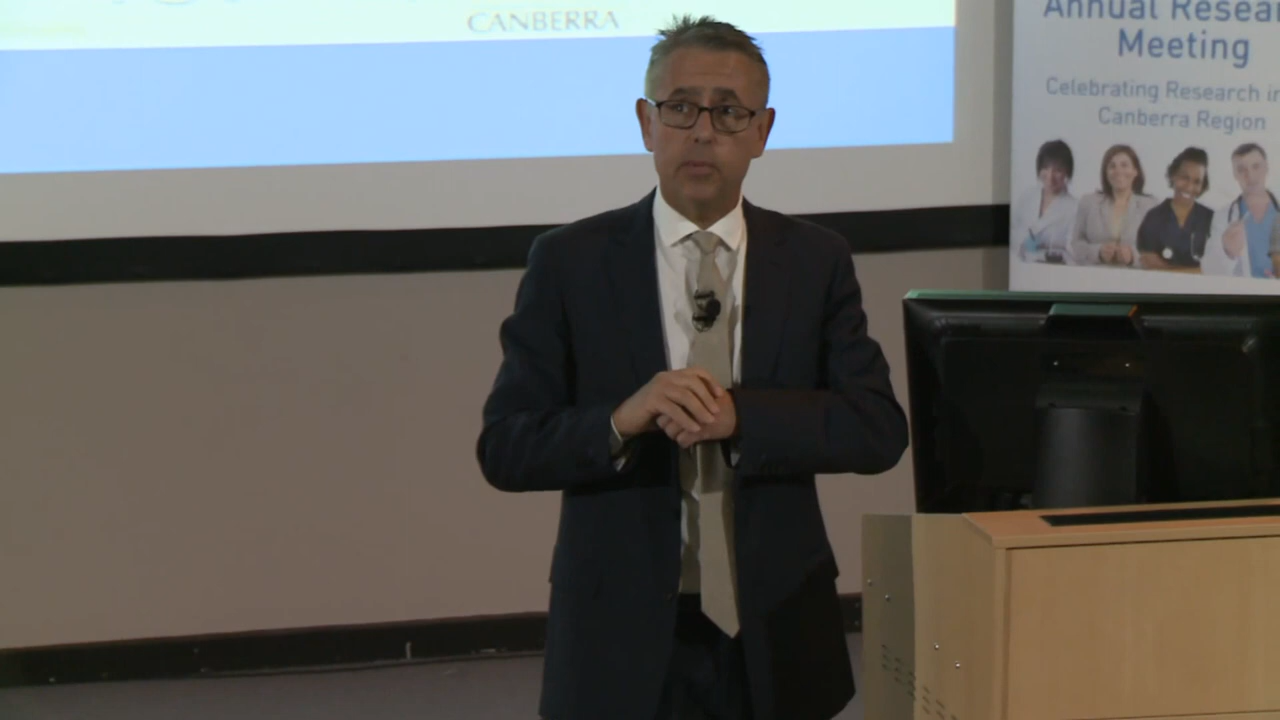 CANBERRA
Annual Resear
Meeting
Celebrating Research in
Canberra Region